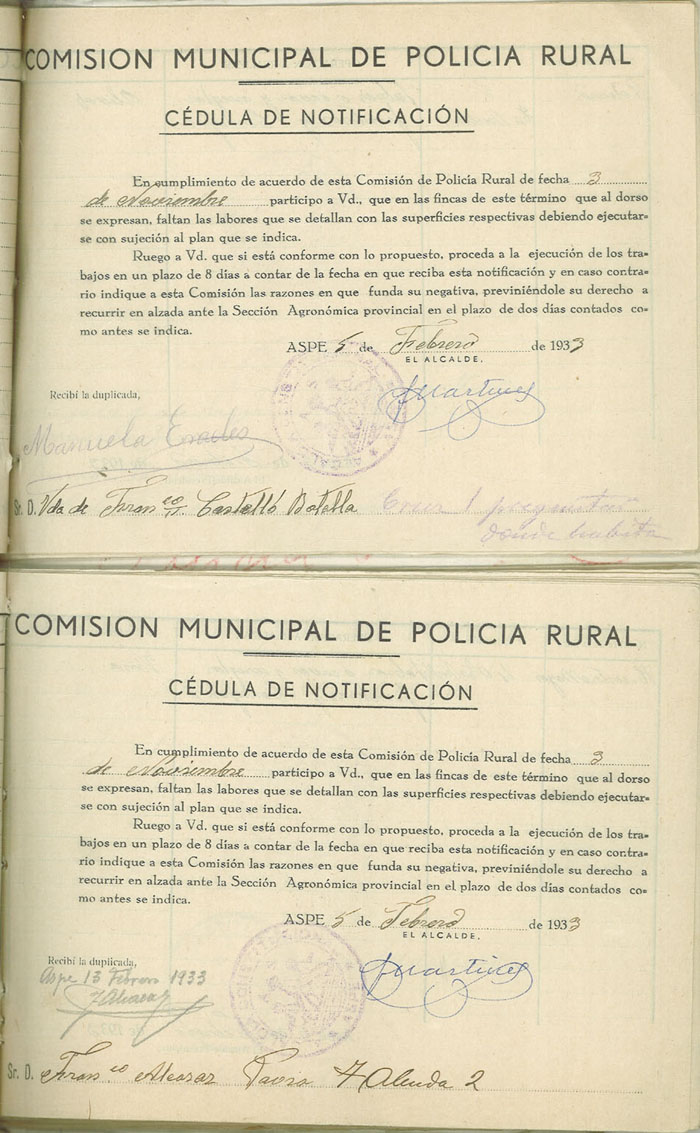 COMISION MUNICIPAL DE POLICIA RURAL
CÉDULA DE NOTIFICACIÓN
En cumplimiento de acuerdo de esta Comisión de Policía Rural de fecha 3
de Noviembre participo a Vd., que en las fincas de este término que al dorso
se expresan, faltan las labores que se detallan con las superficies respectivas debiendo ejecutar=
se con sujeción al plan que se indica.
Ruego a Vd. que si está conforme con lo propuesto, proceda a la ejecución de los tra=
bajos en un plazo de 8 días a contar de la fecha en que reciba esta notificación y en caso contra=
rio indique a esta Comisión las razones en que funda su negativa, previniéndole su derecho a
recurrir en alzada ante la Sección Agronómica provincial en el plazo de dos días contados co=
mo antes se indica.
ASPE 5 de Febrero de 1933
EL ALCALDE,
Recibí la duplicada,
Martinez
Manuela
Sr. D. Vda de Franco Castelló Botella Cruz 1 preguntar
donde habita
COMISION MUNICIPAL DE POLICIA RURAL
CÉDULA DE NOTIFICACIÓN
En cumplimiento de acuerdo de esta Comisión de Policía Rural de fecha 3
de Noviembre participo a Vd., que en las fincas de este término que al dorso
se expresan, faltan las labores que se detallan con las superficies respectivas debiendo ejecutar=
se con sujeción al plan que se indica.
Ruego a Vd. que si está conforme con lo propuesto, proceda a la ejecución de los tra=
bajos en un plazo de 8 días a contar de la fecha en que reciba esta notificación y en caso contra=
rio indique a esta Comisión las razones en que funda su negativa, previniéndole su derecho a
recurrir en alzada ante la Sección Agronómica provincial en el plazo de dos días contados co=
mo antes se indica.
ASPE 5 de Febrero de 1933
EL ALCALDE,
Recibí la duplicada,
Martinez
Aspe 13 Febrero 1933
F Alcaraz
Sr. D. Franco Alcaraz Pavia F Alenda 2